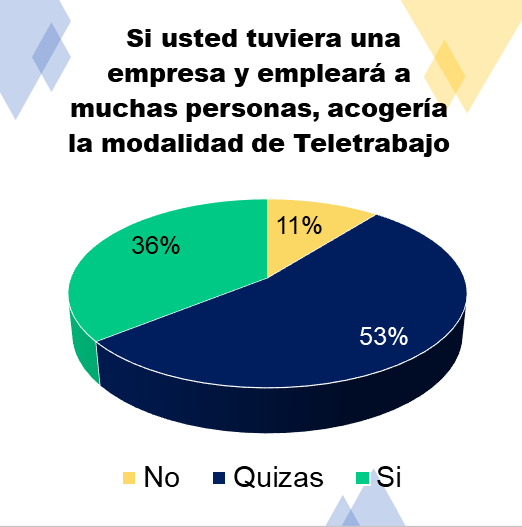 Si usted tuviera una
empresa y empleará a
muchas personas, acogería
la modalidad de Teletrabajo
11%
36%
53%
No Quizas Si